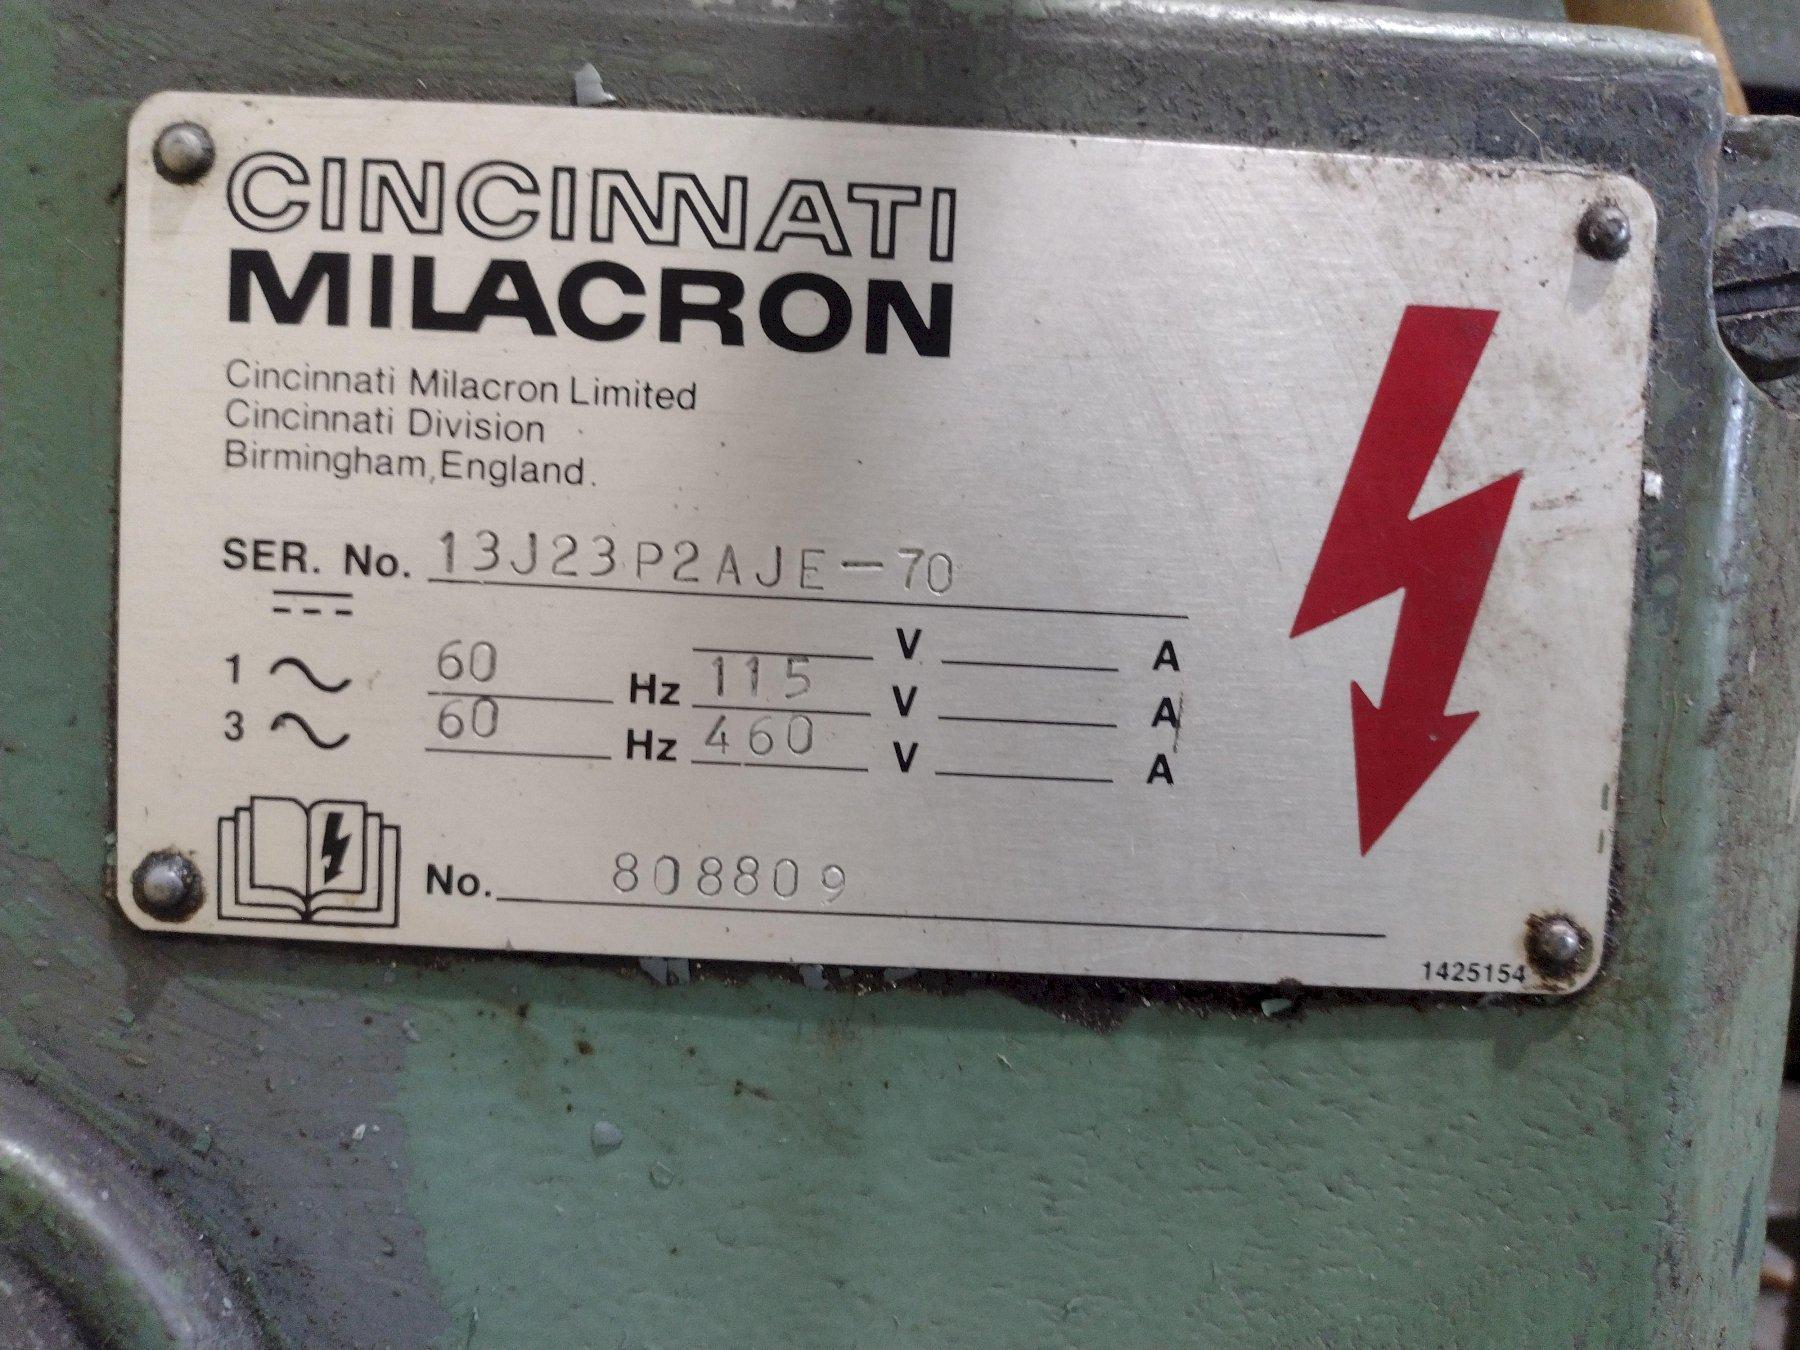 CINCINNATI
MILACRON
Cincinnati Milacron Limited
Cincinnati Division
Birmingham, England.
SER. No. 13J23P2AJE-70
V A
1 ~ 60 Hz 115 V A
3 ~ 60 Hz 460 V A
No. 808809
1425154